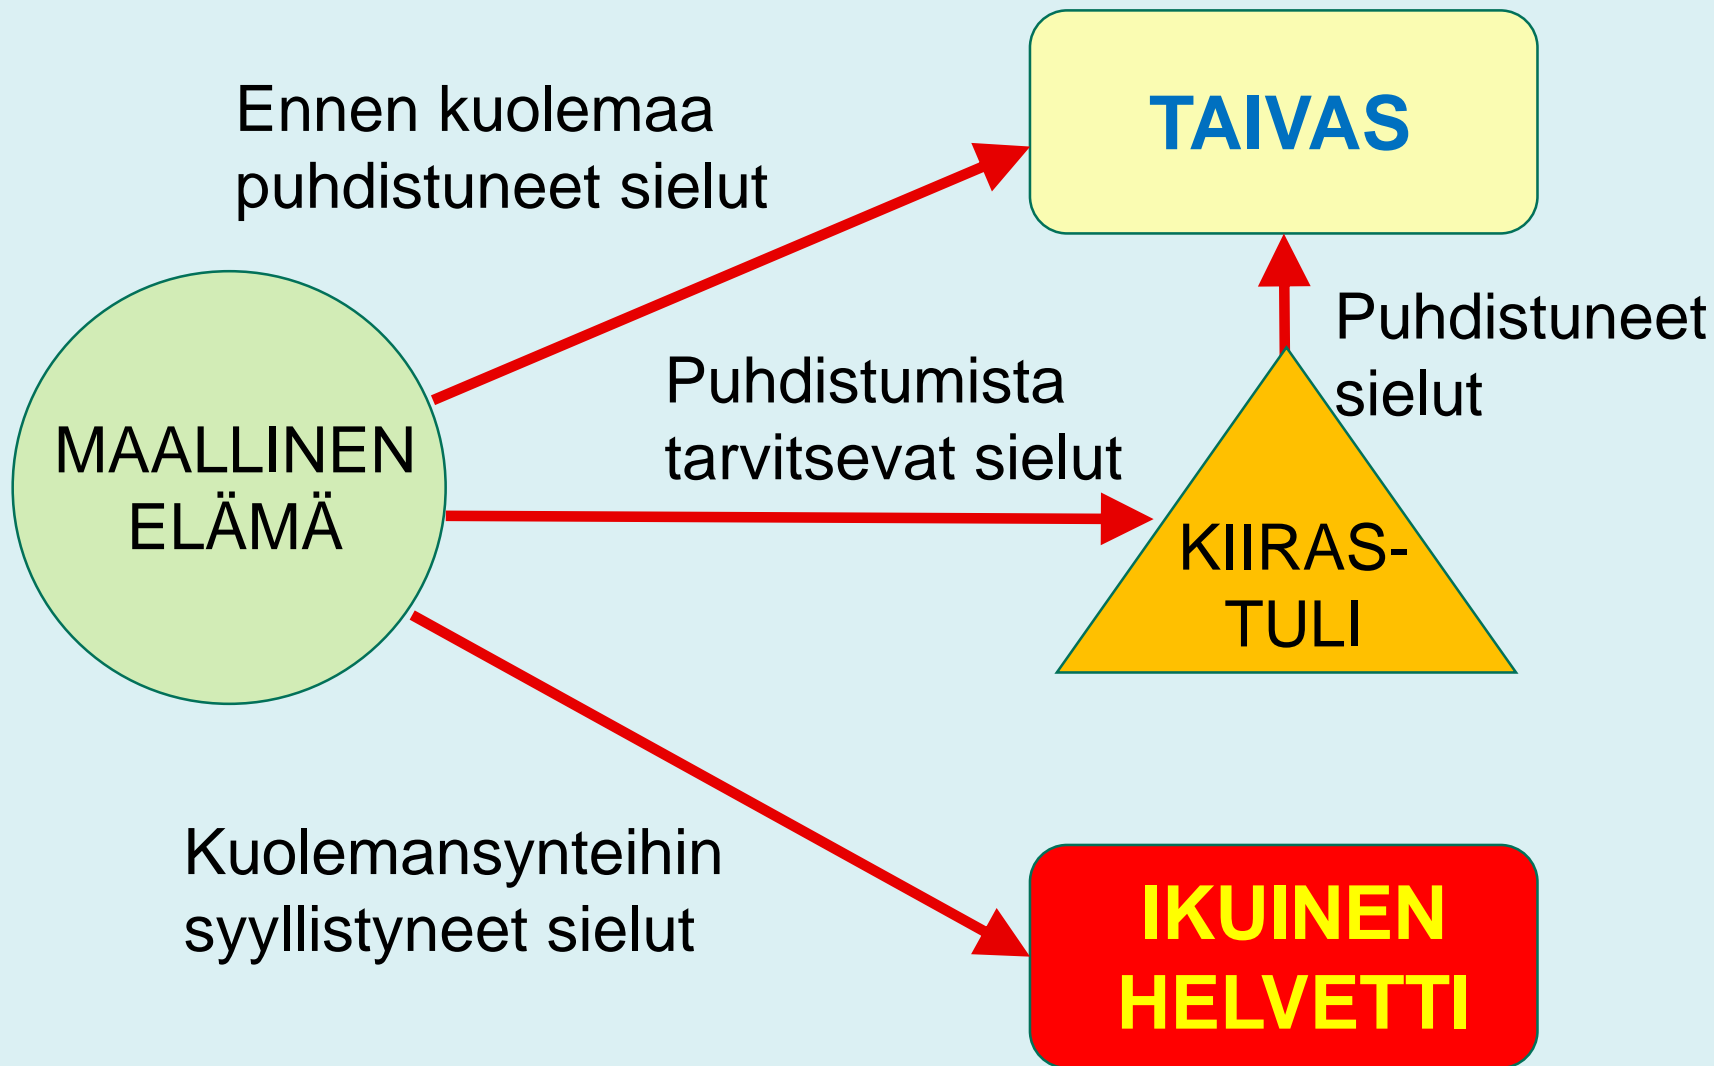 Ennen kuolemaa
puhdistuneet sielut
TAIVAS
MAALLINEN
ELÄMÄ
Puhdistumista
tarvitsevat sielut
Puhdistuneet
sielut
KIIRAS-
TULI
Kuolemansynteihin
syyllistyneet sielut
IKUINEN
HELVETTI